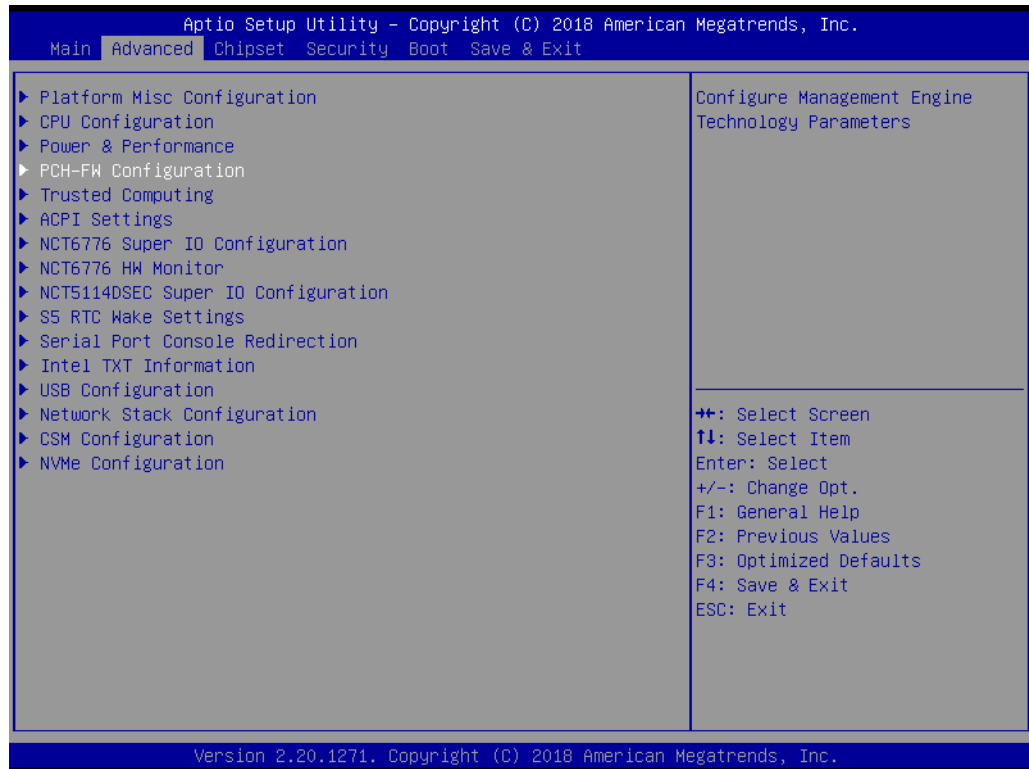 Aptio Setup Utility – Copyright (C) 2018 American Megatrends, Inc.
Main Advanced Chipset Security Boot Save & Exit
▶ Platform Misc Configuration
▶ CPU Configuration
▶ Power & Performance
▶ PCH-FW Configuration
▶ Trusted Computing
▶ ACPI Settings
▶ NCT6776 Super IO Configuration
▶ NCT6776 HW Monitor
▶ NCT5114DSEC Super IO Configuration
▶ S5 RTC Wake Settings
▶ Serial Port Console Redirection
▶ Intel TXT Information
▶ USB Configuration
▶ Network Stack Configuration
▶ CSM Configuration
▶ NVMe Configuration
Configure Management Engine
Technology Parameters
→←: Select Screen
↑↓: Select Item
Enter: Select
+/-: Change Opt.
F1: General Help
F2: Previous Values
F3: Optimized Defaults
F4: Save & Exit
ESC: Exit
Version 2.20.1271. Copyright (C) 2018 American Megatrends, Inc.